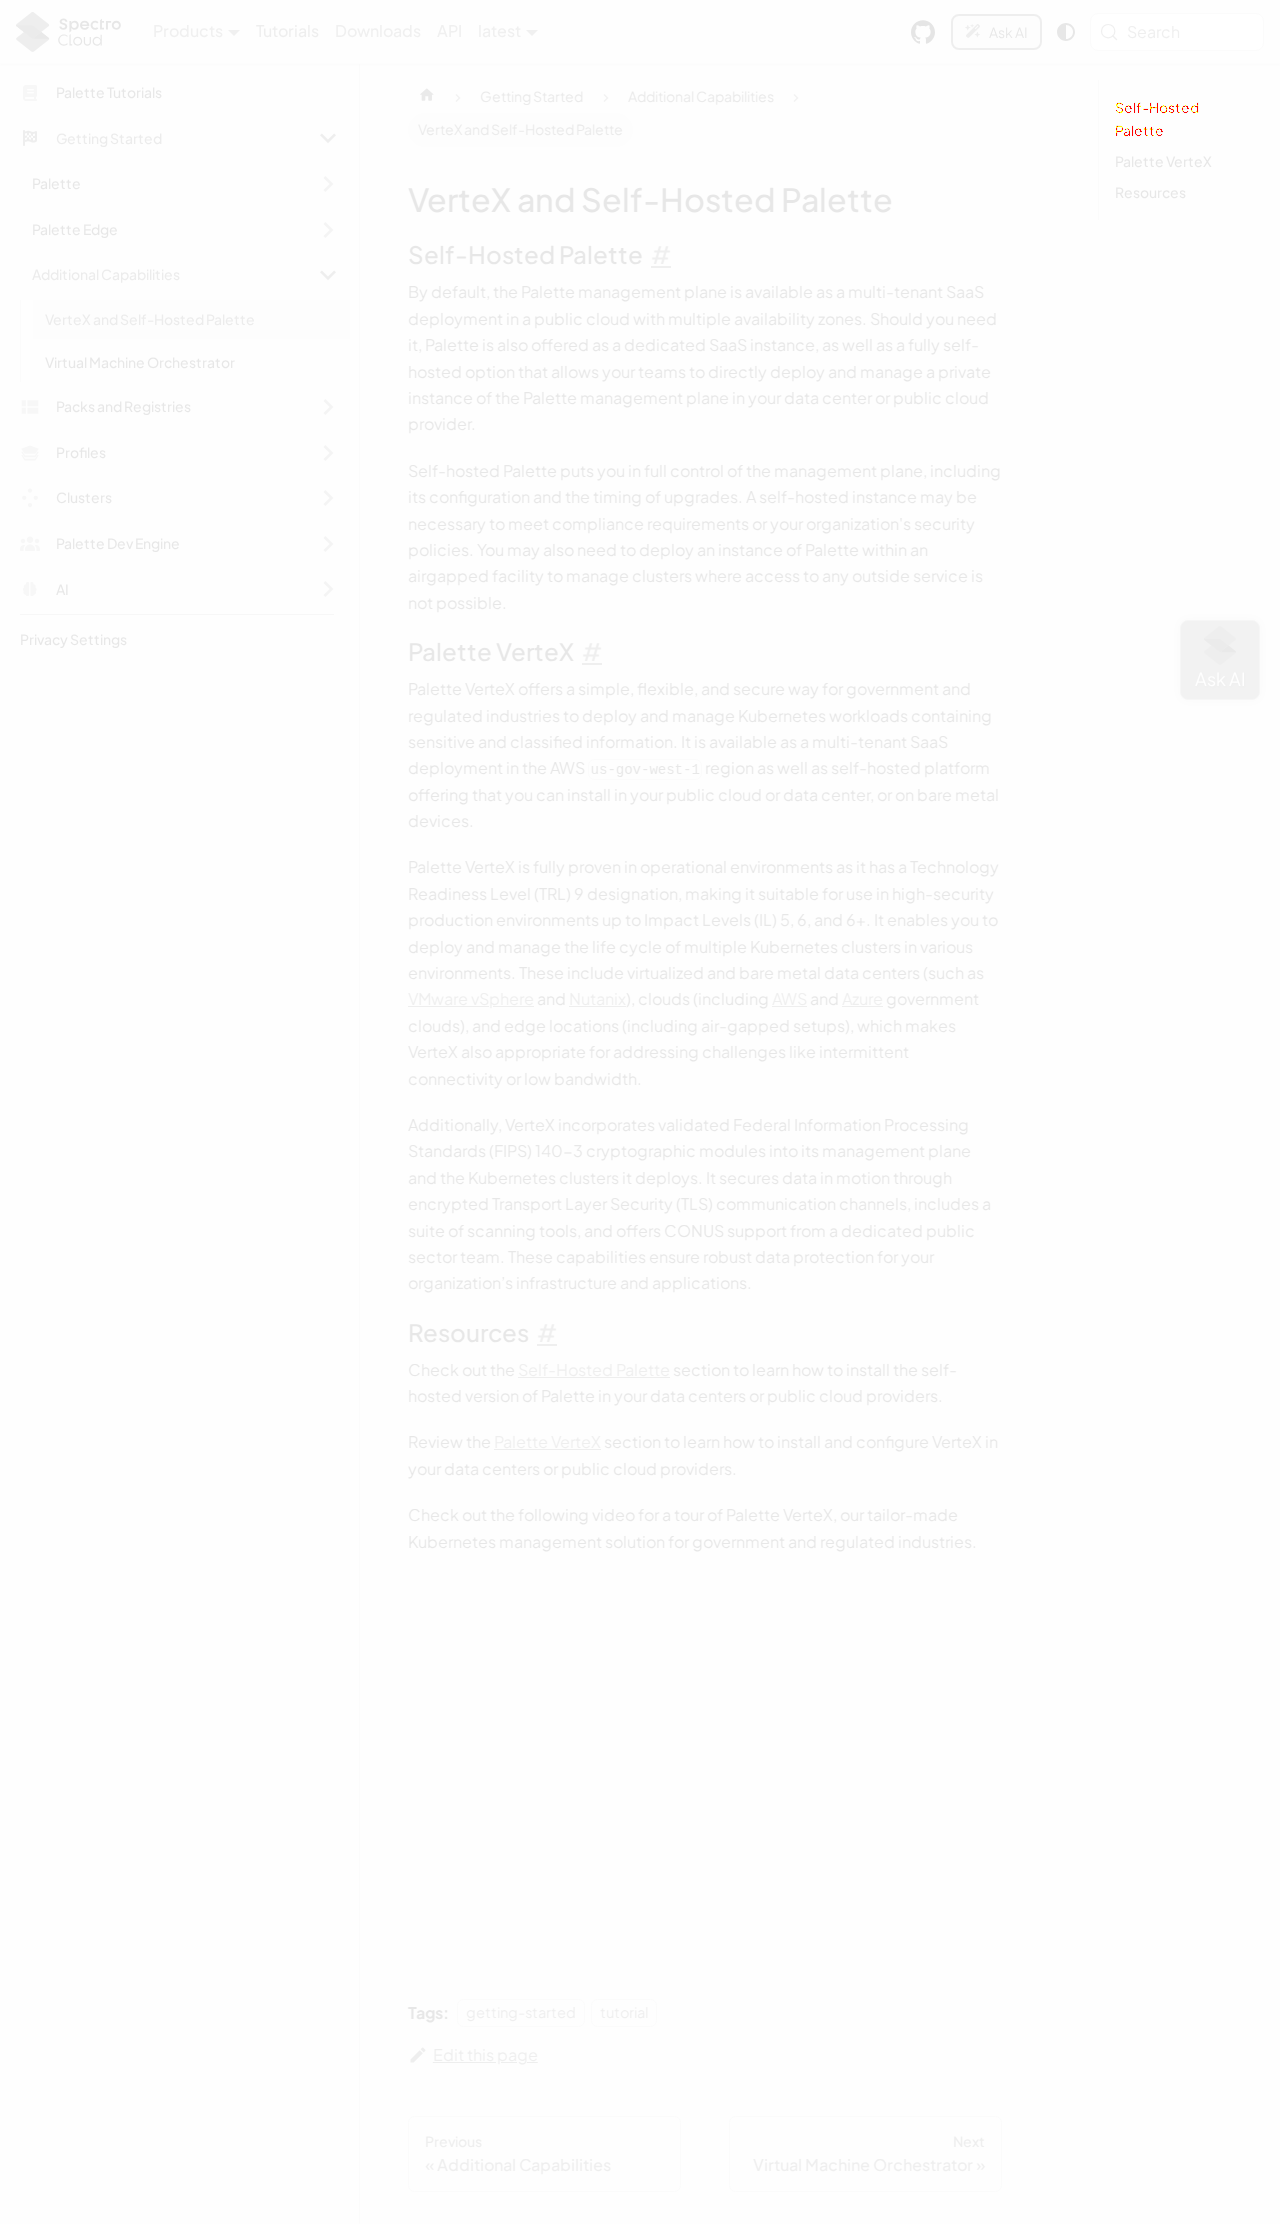 Spectro
Cloud
Products
Tutorials
Downloads
API
latest
Ask AI
Search
Palette Tutorials
Getting Started
Palette
Palette Edge
Additional Capabilities
VerteX and Self-Hosted Palette
Virtual Machine Orchestrator
Packs and Registries
Profiles
Clusters
Palette Dev Engine
AI
Privacy Settings
Getting Started
Additional Capabilities
VerteX and Self-Hosted Palette
VerteX and Self-Hosted Palette
Self-Hosted Palette #
By default, the Palette management plane is available as a multi-tenant SaaS
deployment in a public cloud with multiple availability zones. Should you need
it, Palette is also offered as a dedicated SaaS instance, as well as a fully self-
hosted option that allows your teams to directly deploy and manage a private
instance of the Palette management plane in your data center or public cloud
provider.
Self-hosted Palette puts you in full control of the management plane, including
its configuration and the timing of upgrades. A self-hosted instance may be
necessary to meet compliance requirements or your organization's security
policies. You may also need to deploy an instance of Palette within an
airgapped facility to manage clusters where access to any outside service is
not possible.
Palette VerteX #
Palette VerteX offers a simple, flexible, and secure way for government and
regulated industries to deploy and manage Kubernetes workloads containing
sensitive and classified information. It is available as a multi-tenant SaaS
deployment in the AWS us-gov-west-1 region as well as self-hosted platform
offering that you can install in your public cloud or data center, or on bare metal
devices.
Palette VerteX is fully proven in operational environments as it has a Technology
Readiness Level (TRL) 9 designation, making it suitable for use in high-security
production environments up to Impact Levels (IL) 5, 6, and 6+. It enables you to
deploy and manage the life cycle of multiple Kubernetes clusters in various
environments. These include virtualized and bare metal data centers (such as
VMware vSphere and Nutanix), clouds (including AWS and Azure government
clouds), and edge locations (including air-gapped setups), which makes
VerteX also appropriate for addressing challenges like intermittent
connectivity or low bandwidth.
Additionally, VerteX incorporates validated Federal Information Processing
Standards (FIPS) 140-3 cryptographic modules into its management plane
and the Kubernetes clusters it deploys. It secures data in motion through
encrypted Transport Layer Security (TLS) communication channels, includes a
suite of scanning tools, and offers CONUS support from a dedicated public
sector team. These capabilities ensure robust data protection for your
organization's infrastructure and applications.
Resources #
Check out the Self-Hosted Palette section to learn how to install the self-
hosted version of Palette in your data centers or public cloud providers.
Review the Palette VerteX section to learn how to install and configure VerteX in
your data centers or public cloud providers.
Check out the following video for a tour of Palette VerteX, our tailor-made
Kubernetes management solution for government and regulated industries.
Tags: getting-started tutorial
Edit this page
Previous
« Additional Capabilities
Next
Virtual Machine Orchestrator »
Self-Hosted
Palette
Palette VerteX
Resources
Ask AI